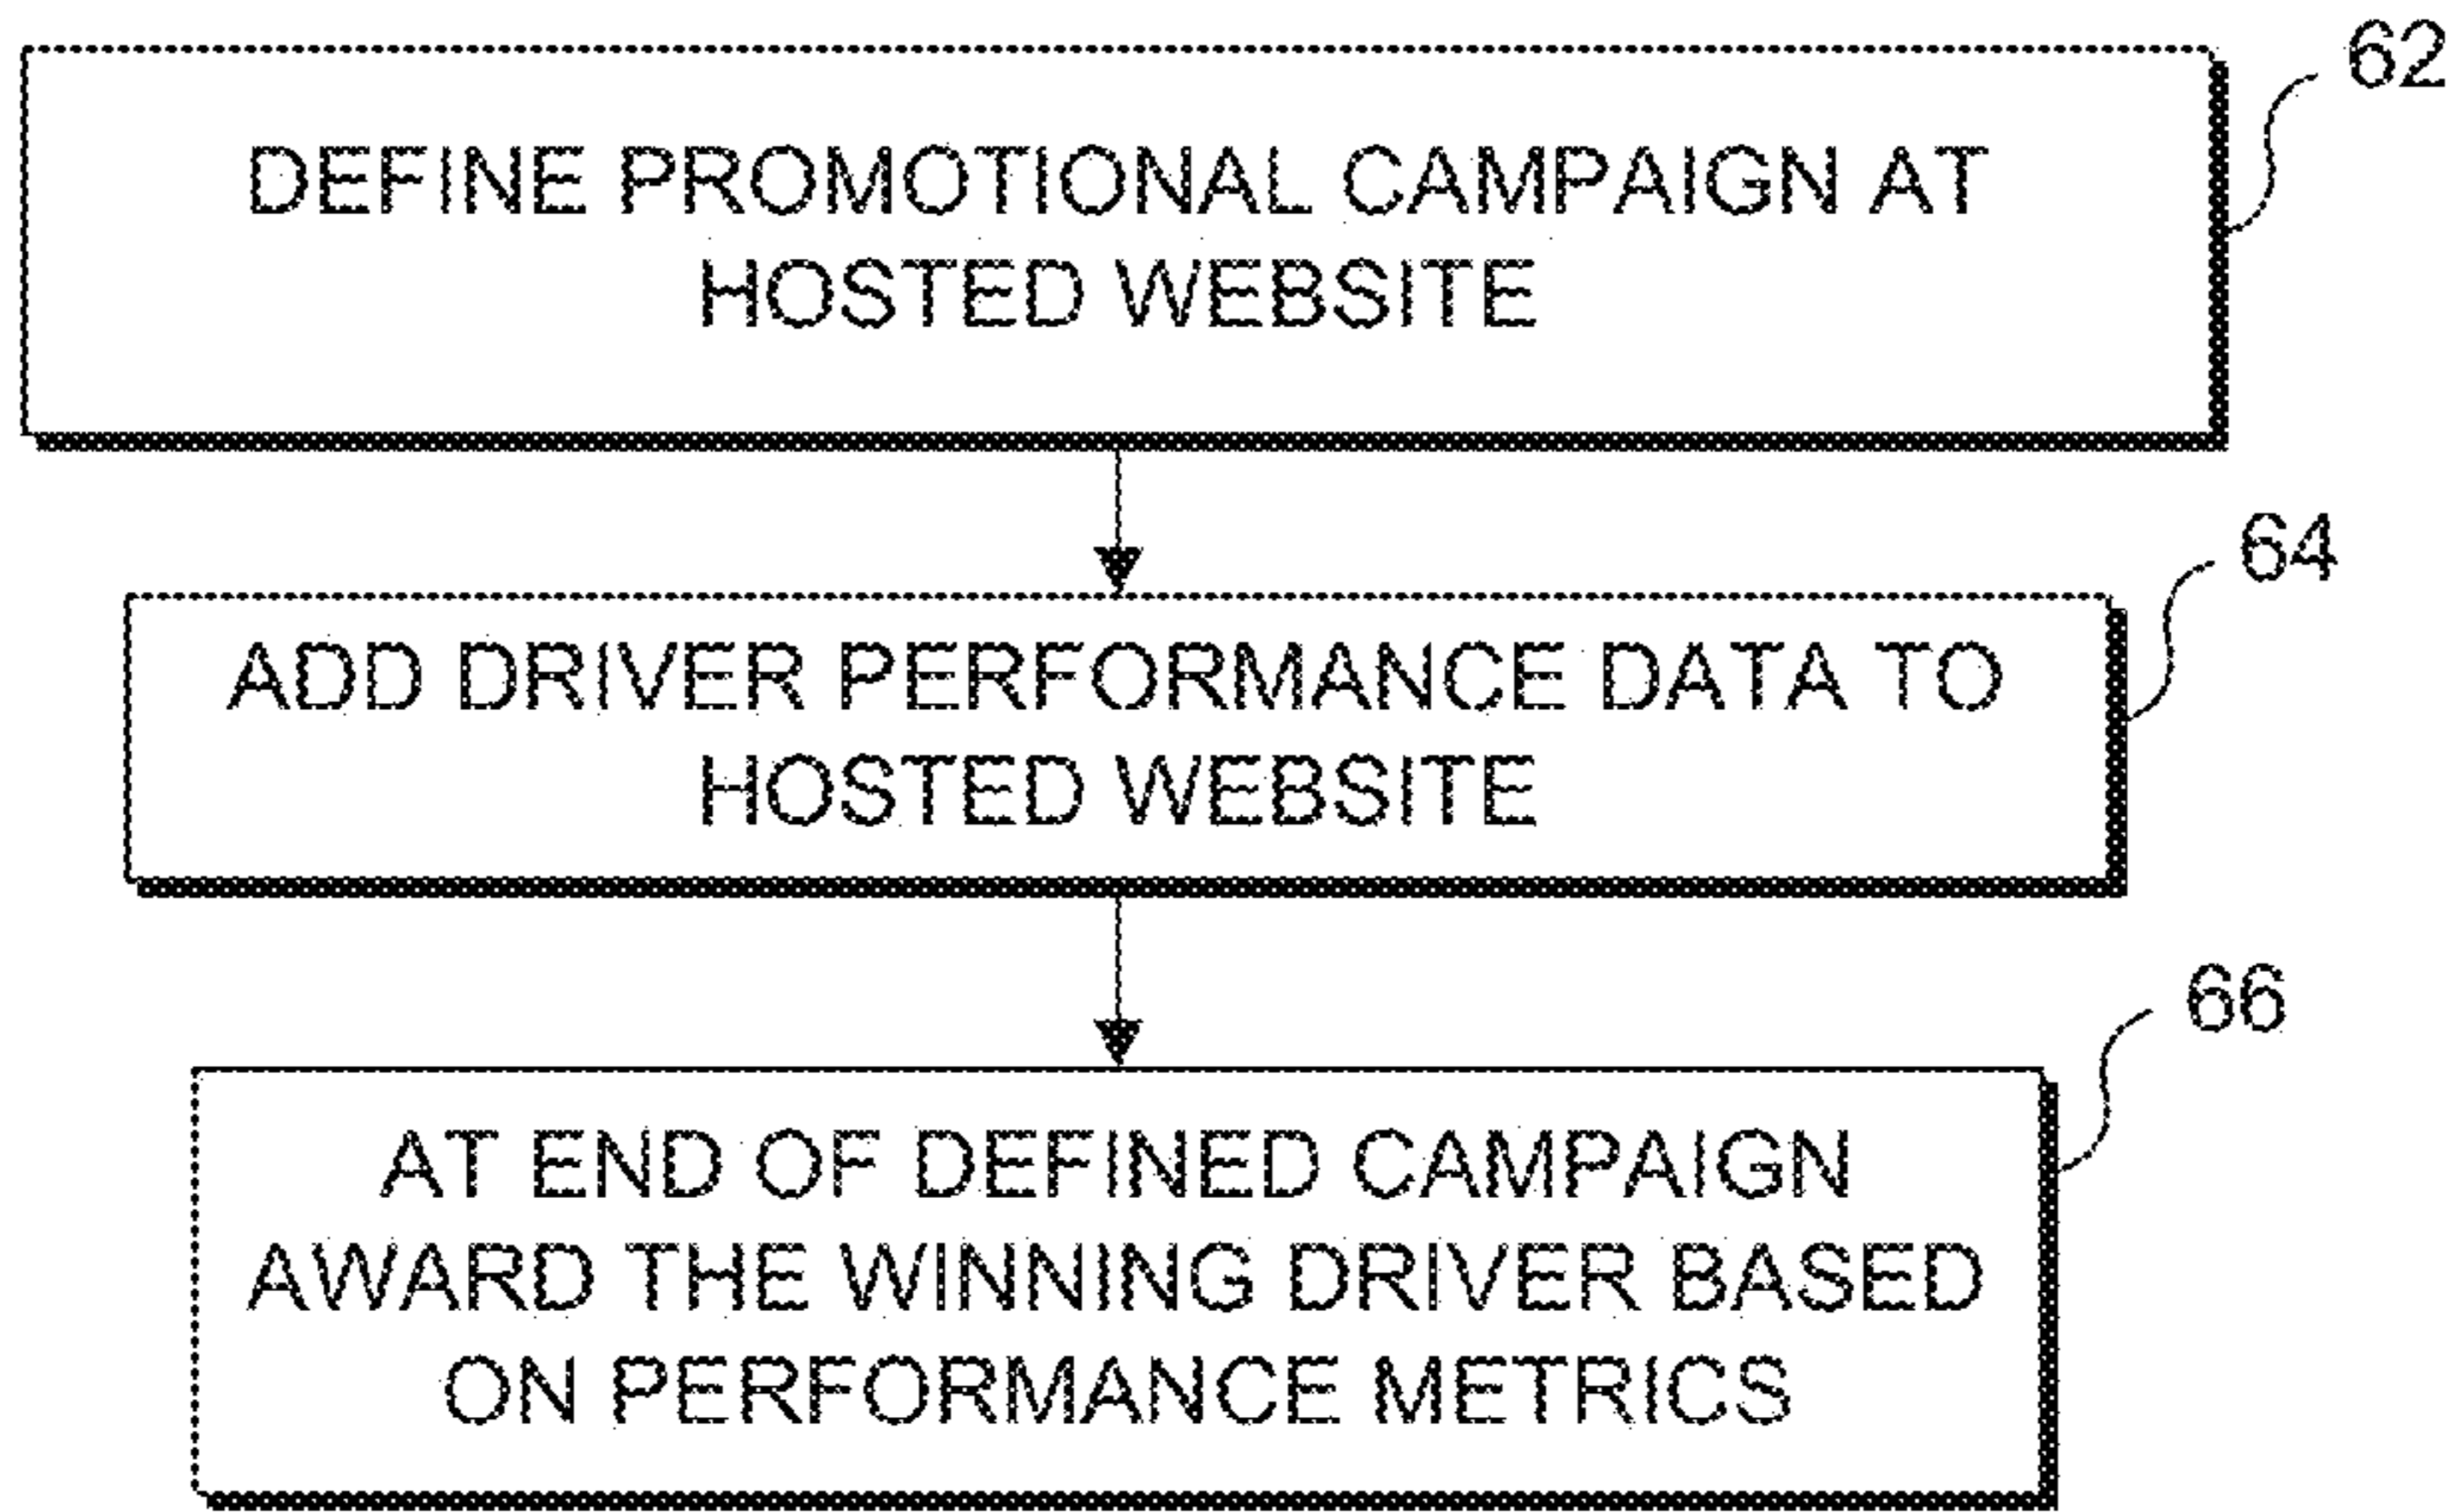 62
DEFINE PROMOTIONAL CAMPAIGN AT
HOSTED WEBSITE
64
ADD DRIVER PERFORMANCE DATA TO
HOSTED WEBSITE
66
AT END OF DEFINED CAMPAIGN
AWARD THE WINNING DRIVER BASED
ON PERFORMANCE METRICS